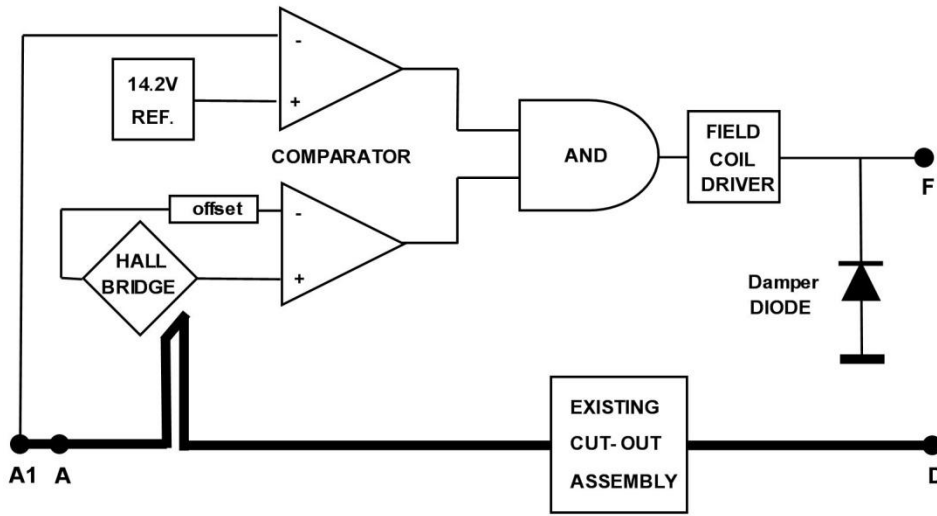 -
14.2V
REF.
+
COMPARATOR
AND
FIELD
COIL
DRIVER
F
offset
-
HALL
BRIDGE
+
Damper
DIODE
EXISTING
CUT- OUT
ASSEMBLY
A1 A
D